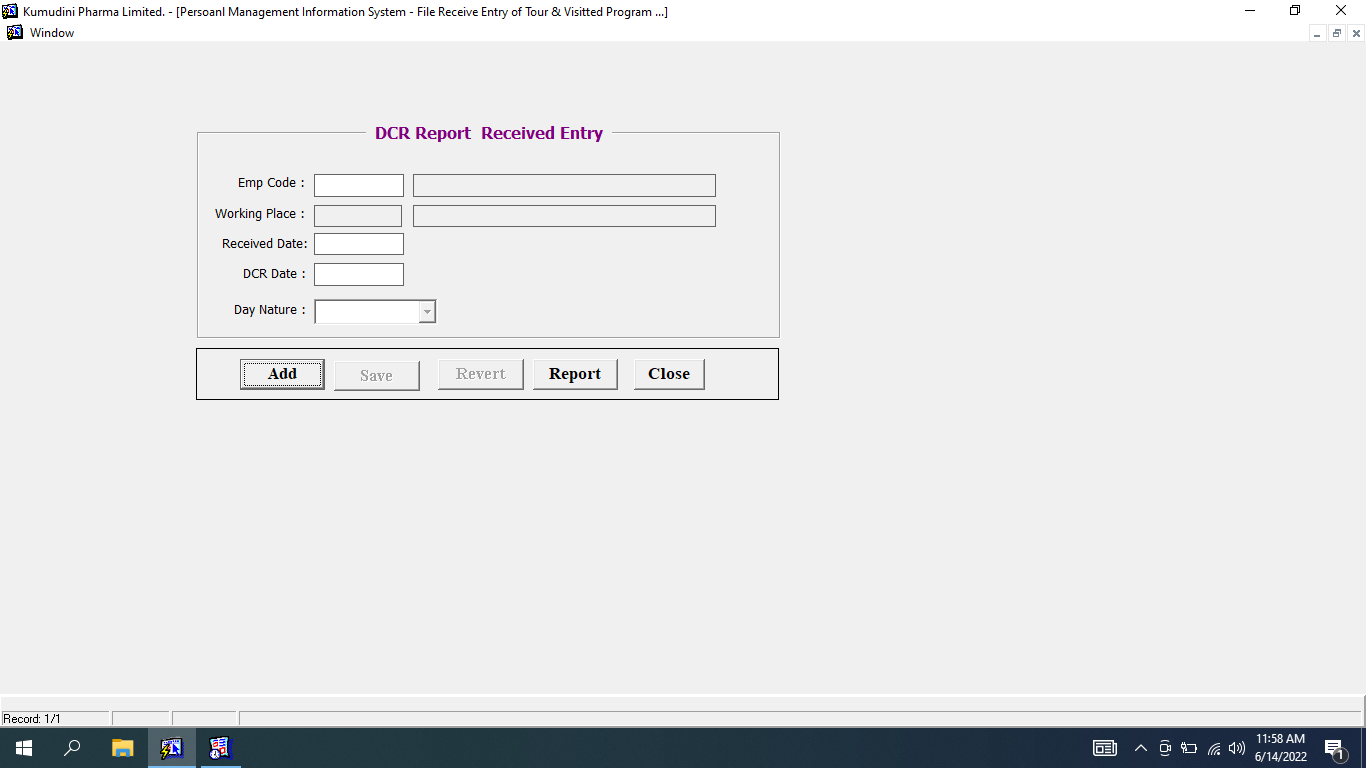 Kumudini Pharma Limited. - [Persoanl Management Information System - File Receive Entry of Tour & Visitted Program ...]
Window
DCR Report  Received Entry
Emp Code :
Working Place :
Received Date:
DCR Date :
Day Nature :
Add Save Revert Report Close
Record: 1/1
11:58 AM
6/14/2022
1